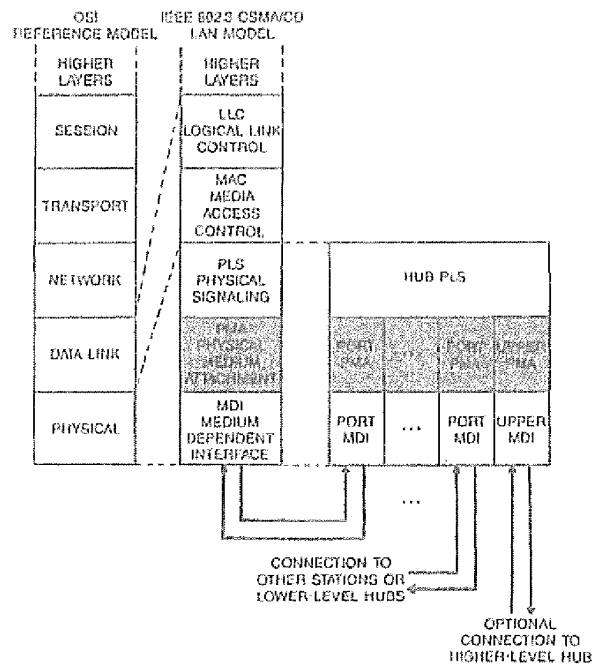 OSI
REFERENCE MODEL
IEEE 802.3 CSMA/CD
LAN MODEL
HIGHER
LAYERS
SESSION
TRANSPORT
NETWORK
DATA LINK
PHYSICAL
HIGHER
LAYERS
LLC
LOGICAL LINK
CONTROL
MAC
MEDIA
ACCESS
CONTROL
PLS
PHYSICAL
SIGNALING
PMA
PHYSICAL
MEDIUM
ATTACHMENT
MDI
MEDIUM
DEPENDENT
INTERFACE
HUB PLS
PORT
PMA
...
PORT
PMA
UPPER
PMA
PORT
MDI
...
PORT
MDI
UPPER
MDI
...
CONNECTION TO
OTHER STATIONS OR
LOWER-LEVEL HUBS
OPTIONAL
CONNECTION TO
HIGHER-LEVEL HUB